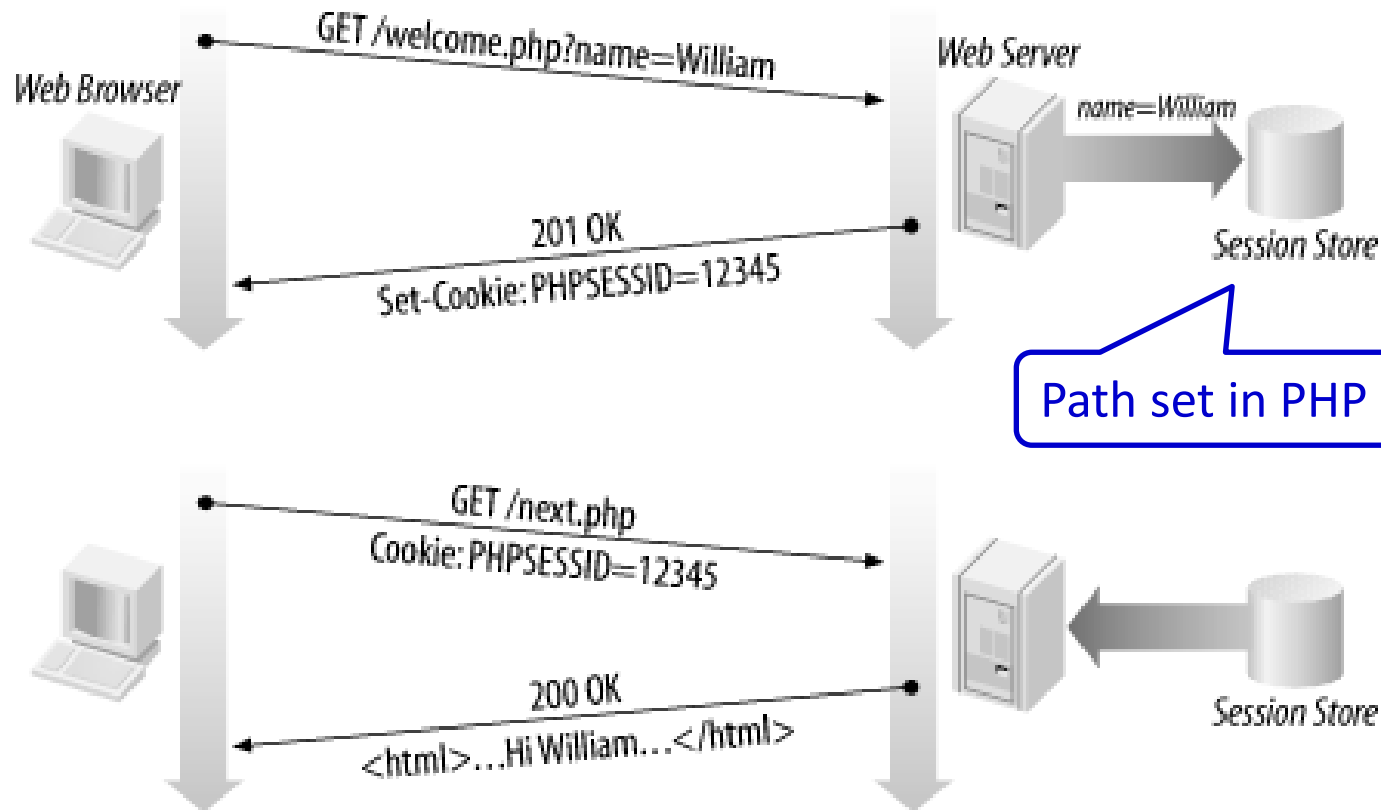 GET /welcome.php?name=William
Web Browser
Web Server
name=William
201 OK
Set-Cookie: PHPSESSID=12345
Session Store
Path set in PHP
GET /next.php
Cookie: PHPSESSID=12345
200 OK
<html>...Hi William...</html>
Session Store